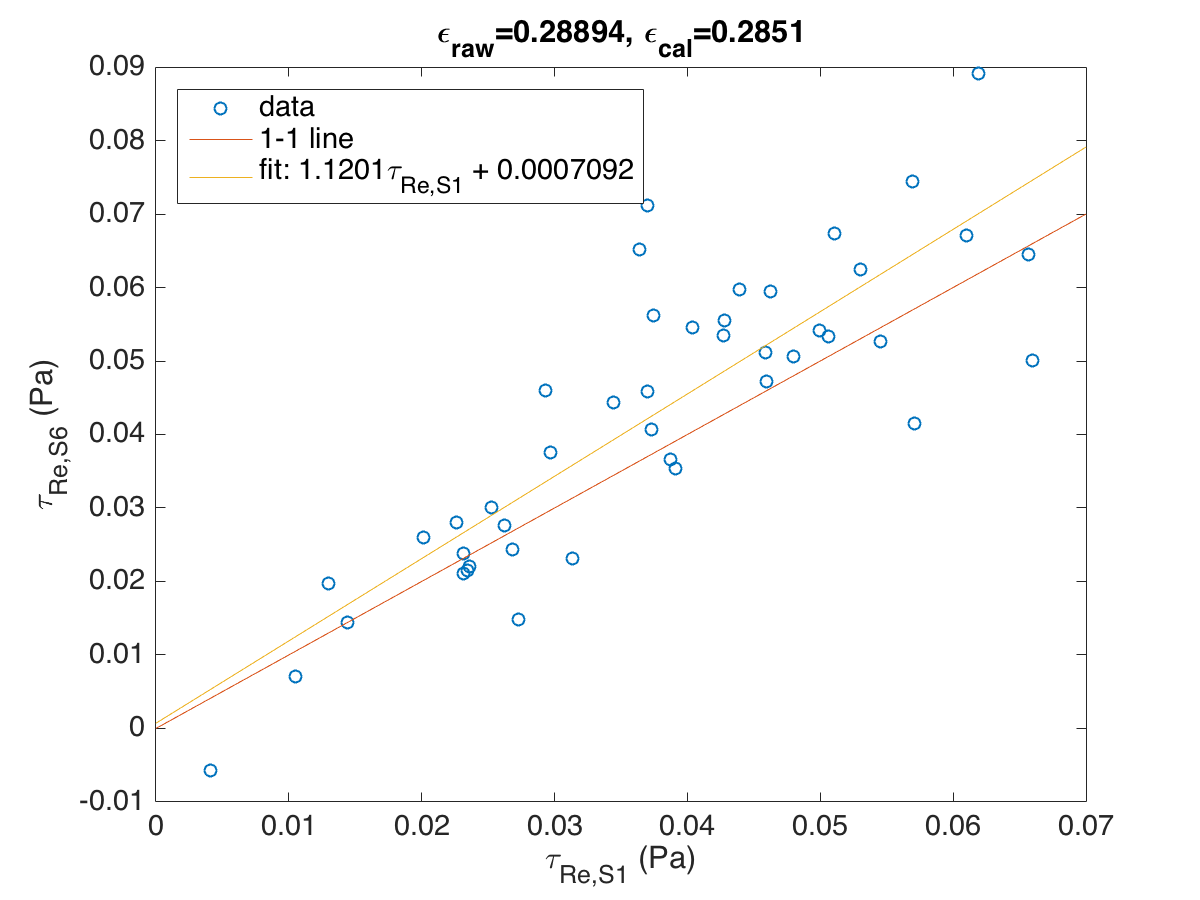 ϵraw=0.28894, ϵcal=0.2851
data
1-1 line
fit: 1.1201τRe,S1 + 0.0007092
0.09
0.08
0.07
0.06
0.05
0.04
0.03
0.02
0.01
0
-0.01
τRe,S6 (Pa)
0 0.01 0.02 0.03 0.04 0.05 0.06 0.07
τRe,S1 (Pa)